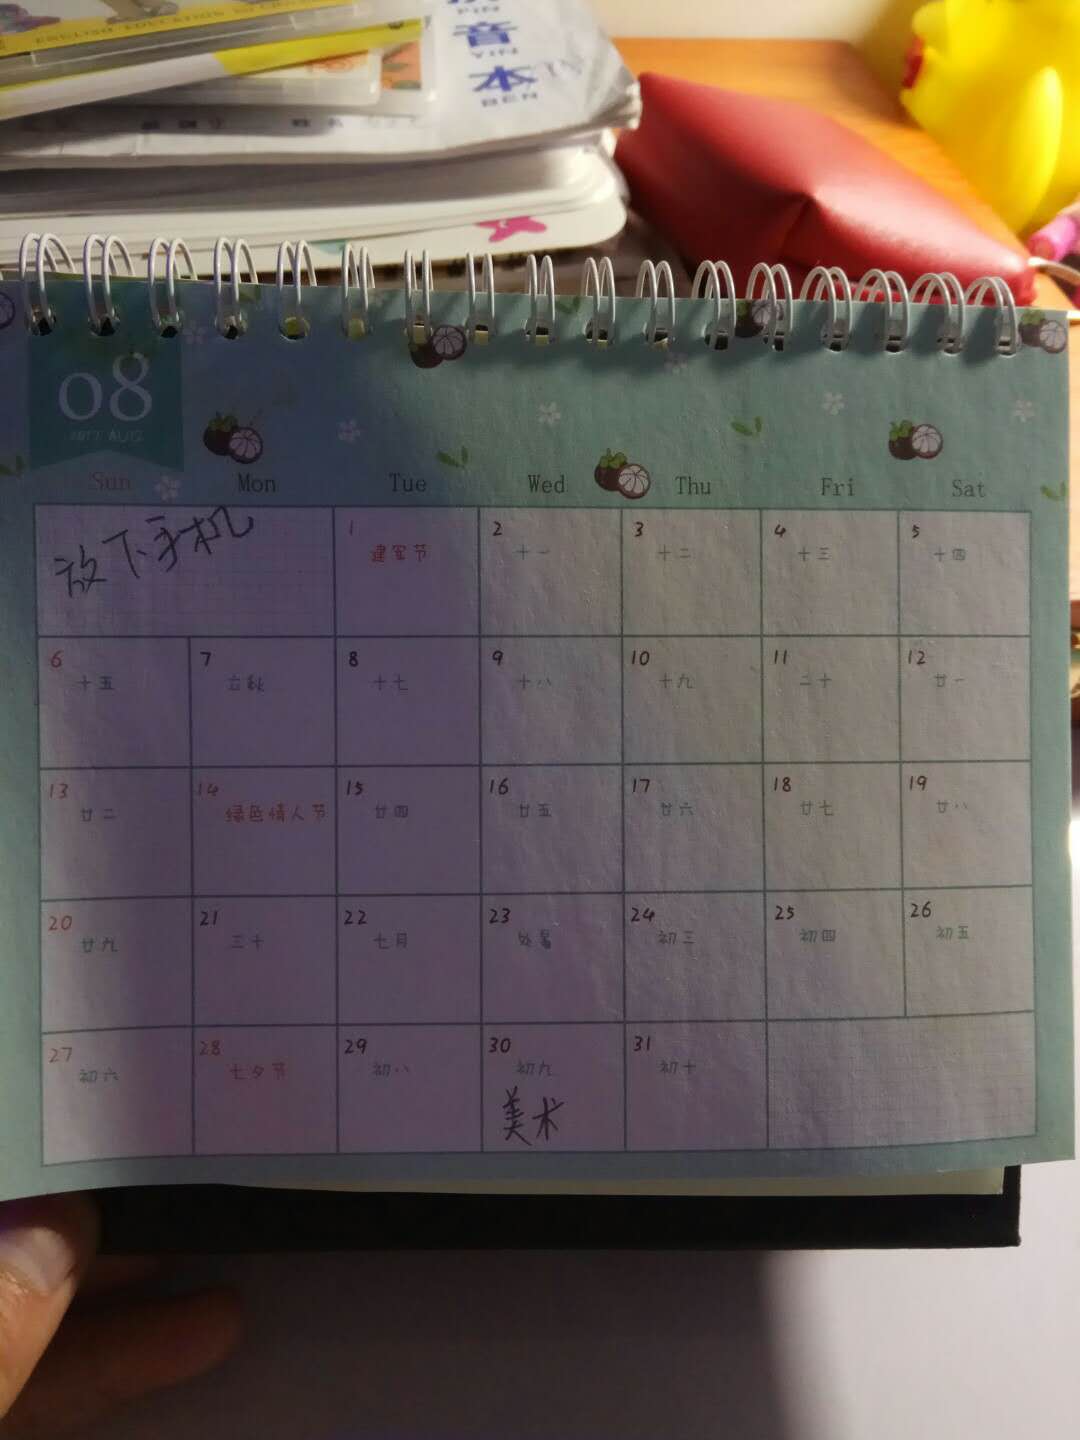 ENGLISH EDUCATION
拼音本
PIN YIN BEN
08
2017 AUG
Sun Mon Tue Wed Thu Fri Sat
放下手机
1 2 3 4 5
建军节 十一 十二 十三 十四
6 7 8 9 10 11 12
十五 立秋 十七 十八 十九 二十 廿一
13 14 15 16 17 18 19
廿二 绿色情人节 廿四 廿五 廿六 廿七 廿八
20 21 22 23 24 25 26
廿九 三十 七月 处暑 初三 初四 初五
27 28 29 30 31
初六 七夕节 初八 初九 初十
美术